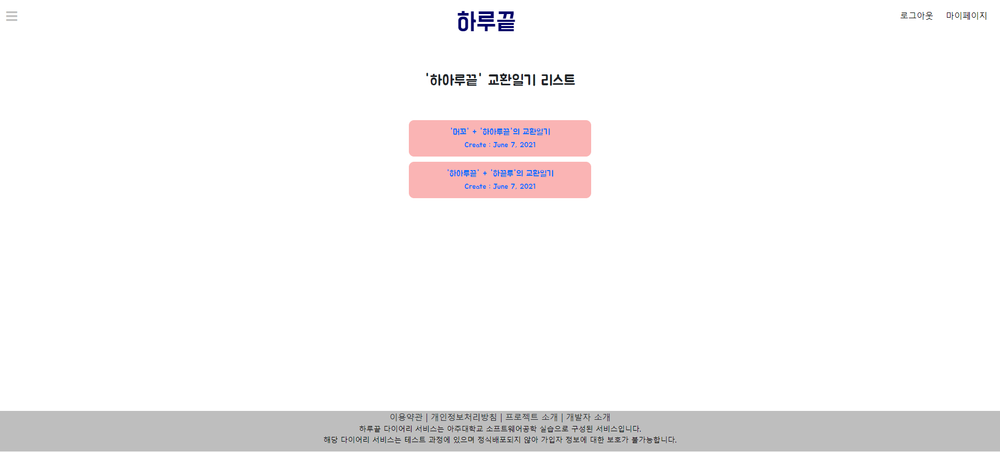 하루끝
로그아웃 마이페이지
'하아루끝' 교환일기 리스트
'머꼬' + '하아루끝'의 교환일기
Create : June 7, 2021
'하아루끝' + '하끝루'의 교환일기
Create : June 7, 2021
이용약관 | 개인정보처리방침 | 프로젝트 소개 | 개발자 소개
하루끝 다이어리 서비스는 아주대학교 소프트웨어공학 실습으로 구성된 서비스입니다.
해당 다이어리 서비스는 테스트 과정에 있으며 정식배포되지 않아 가입자 정보에 대한 보호가 불가능합니다.